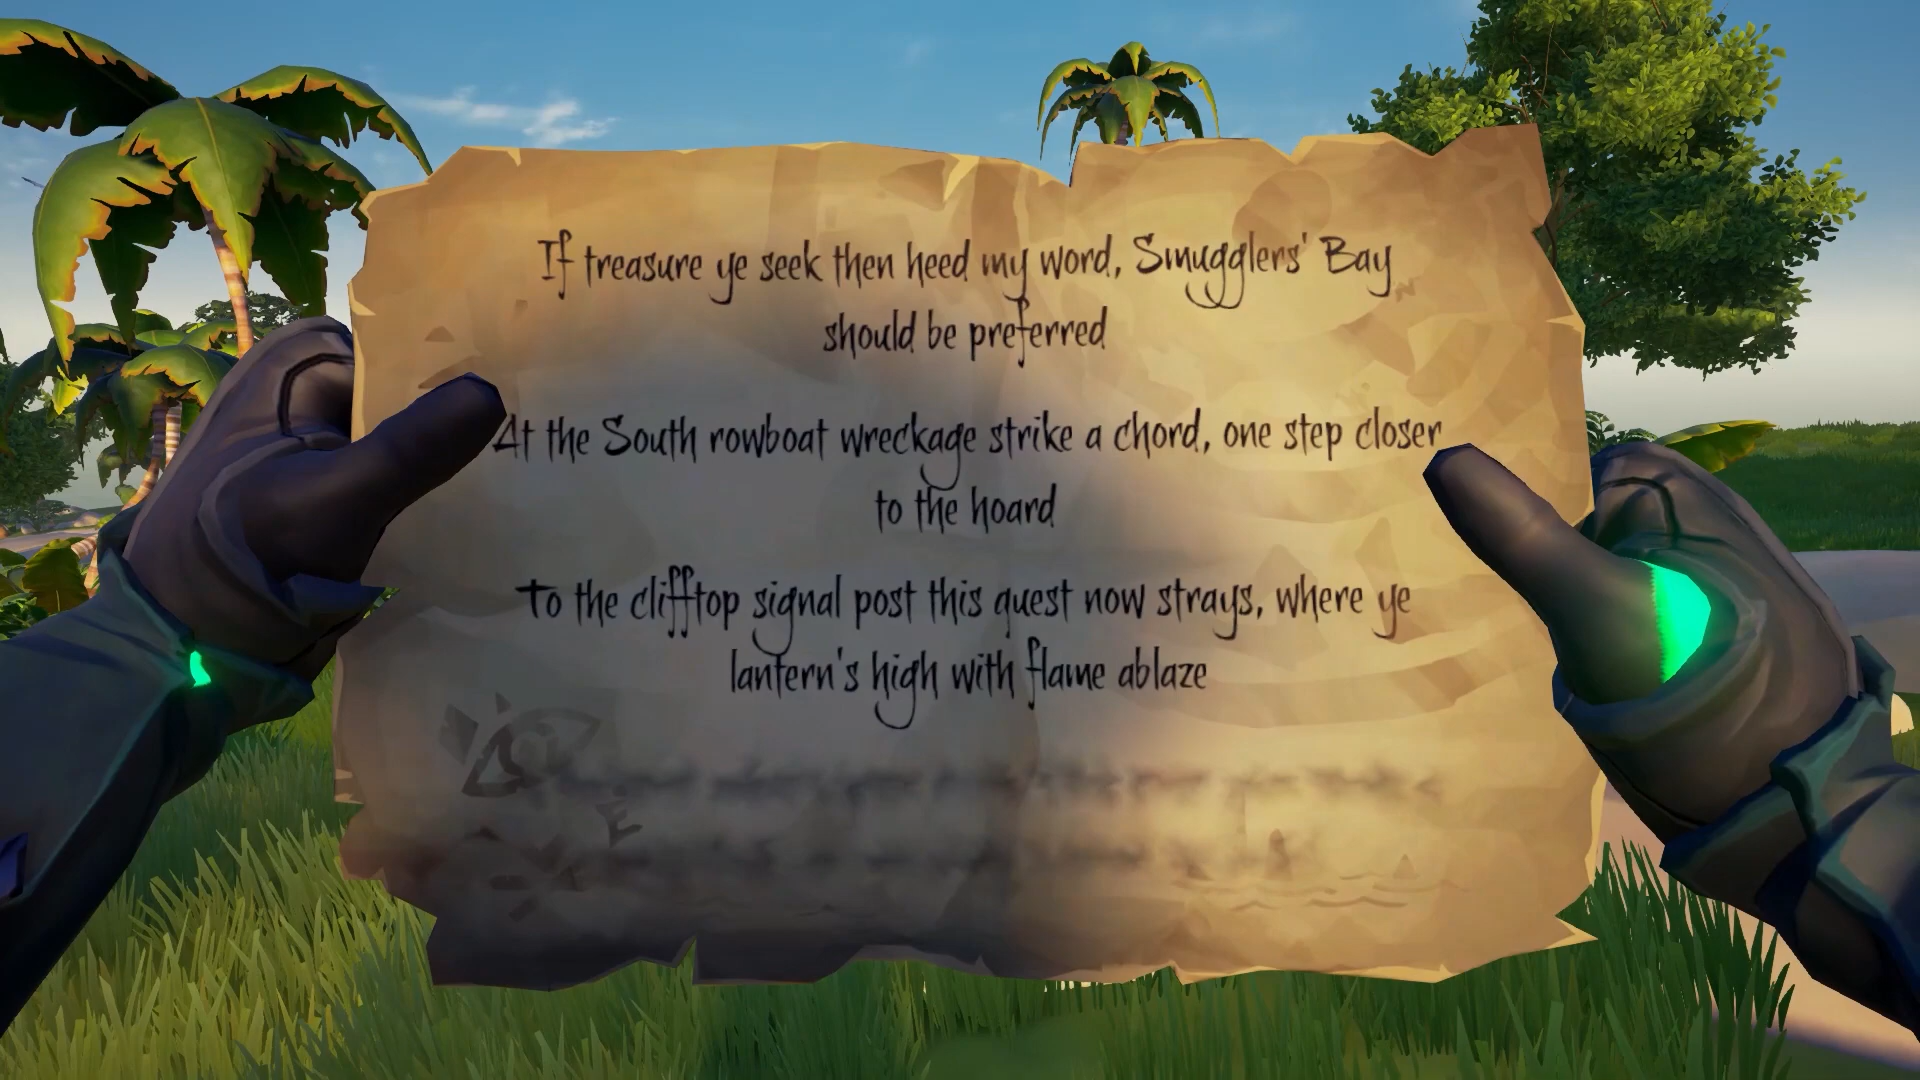 If treasure ye seek then heed my word, Smugglers' Bay
should be preferred
At the South rowboat wreckage strike a chord, one step closer
to the hoard
To the clifftop signal post this quest now strays, where ye
lantern's high with flame ablaze